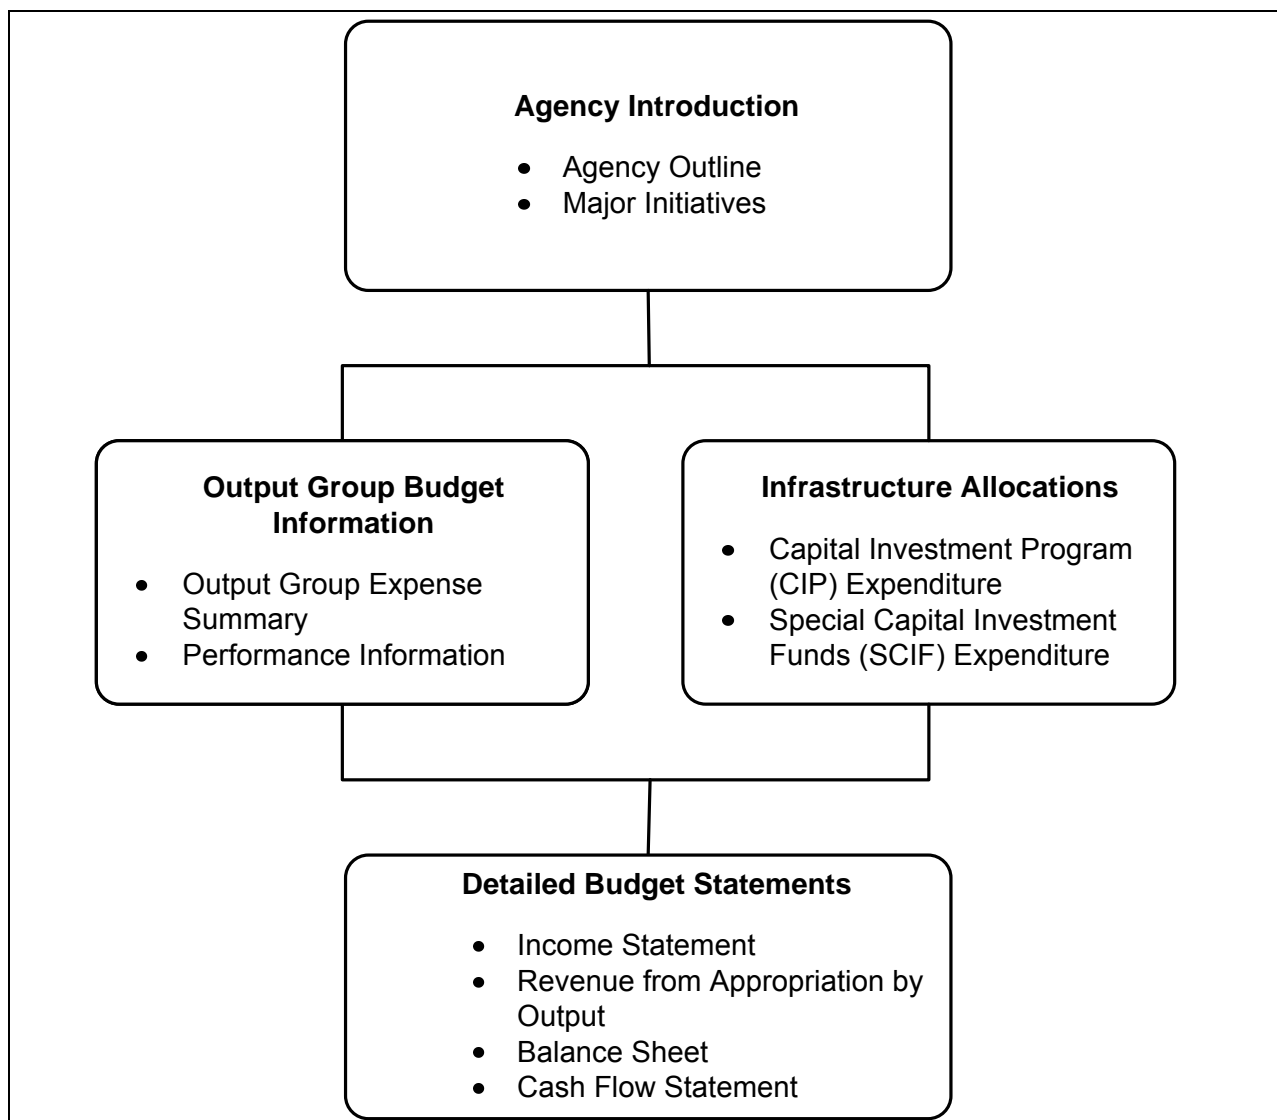 Agency Introduction
• Agency Outline
• Major Initiatives
Output Group Budget
Information
• Output Group Expense
Summary
• Performance Information
Infrastructure Allocations
• Capital Investment Program
(CIP) Expenditure
• Special Capital Investment
Funds (SCIF) Expenditure
Detailed Budget Statements
• Income Statement
• Revenue from Appropriation by
Output
• Balance Sheet
• Cash Flow Statement